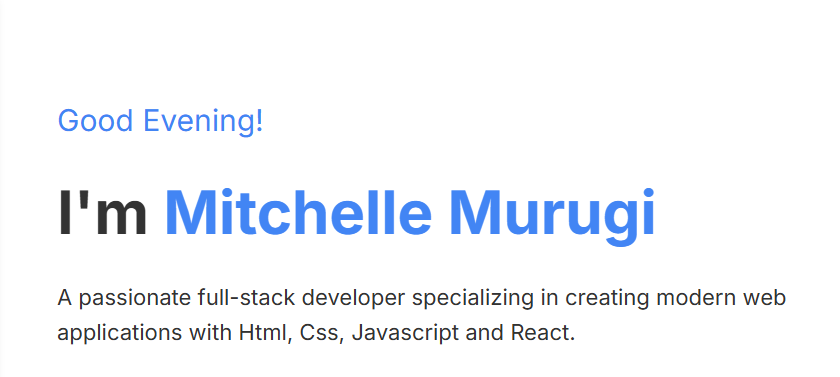 Good Evening!
I'm Mitchelle Murugi
A passionate full-stack developer specializing in creating modern web
applications with Html, Css, Javascript and React.